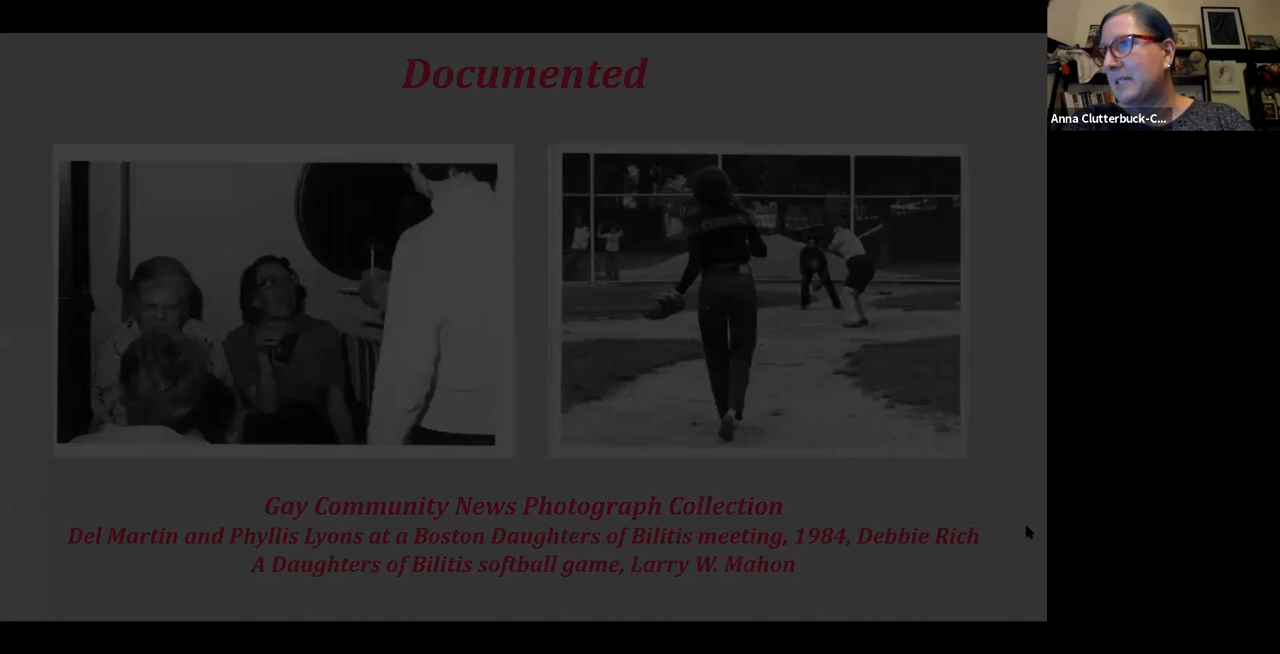 Documented
Anna Clutterbuck-C...
Gay Community News Photograph Collection
Del Martin and Phyllis Lyons at a Boston Daughters of Bilitis meeting, 1984, Debbie Rich
A Daughters of Bilitis softball game, Larry W. Mahon